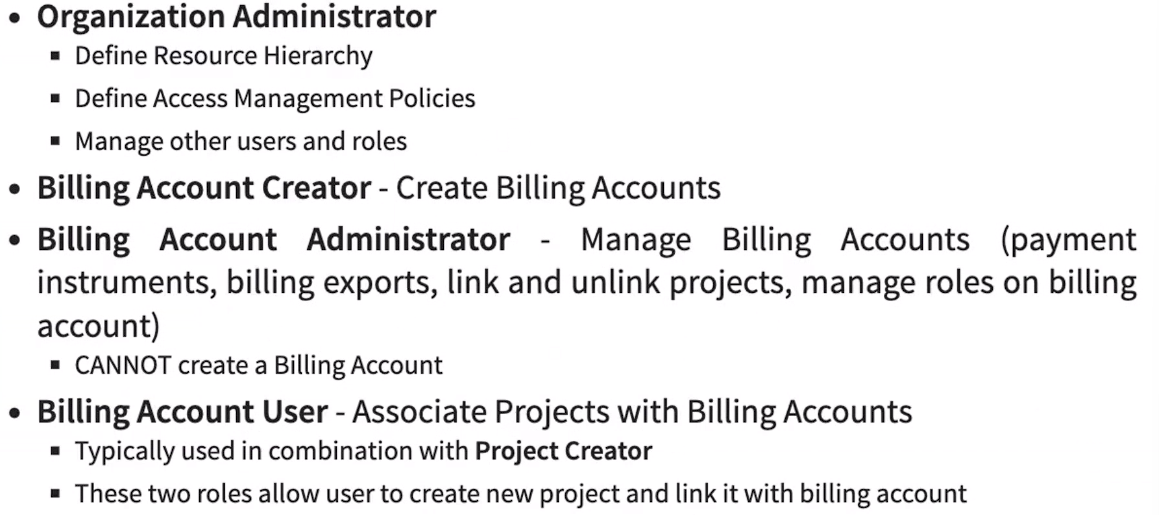 • Organization Administrator
▪ Define Resource Hierarchy
▪ Define Access Management Policies
▪ Manage other users and roles
• Billing Account Creator - Create Billing Accounts
• Billing Account Administrator - Manage Billing Accounts (payment
instruments, billing exports, link and unlink projects, manage roles on billing
account)
▪ CANNOT create a Billing Account
• Billing Account User - Associate Projects with Billing Accounts
▪ Typically used in combination with Project Creator
▪ These two roles allow user to create new project and link it with billing account